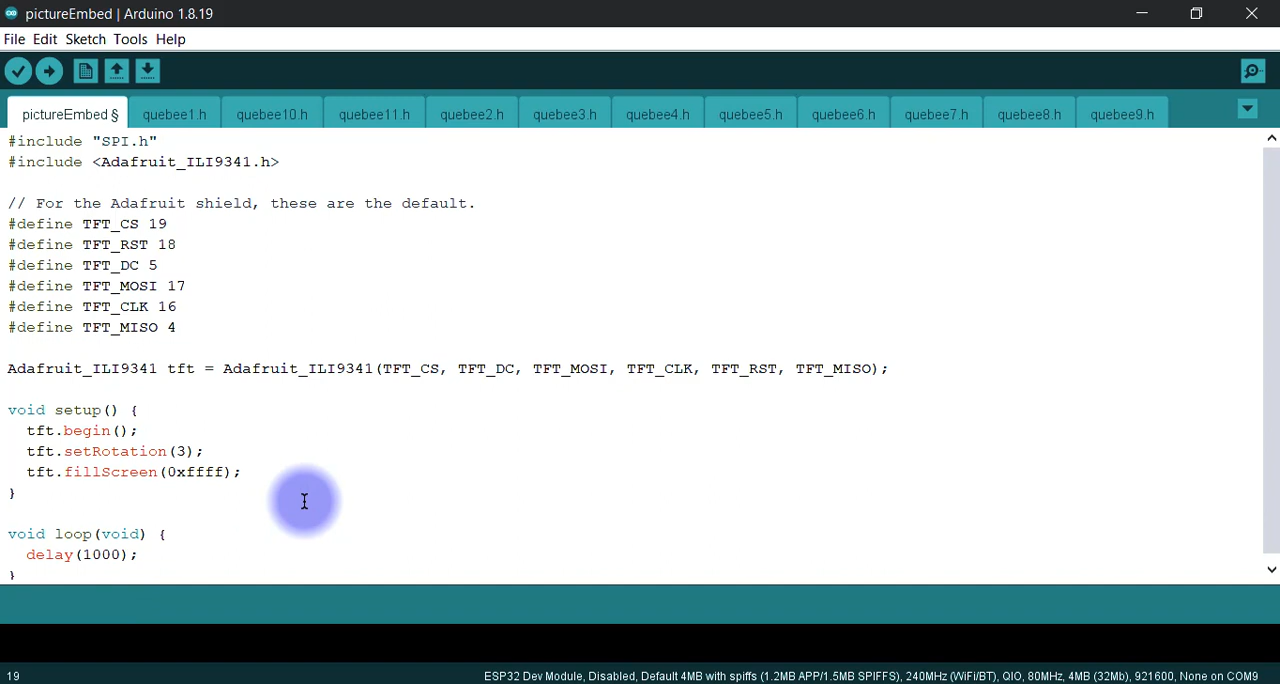 pictureEmbed | Arduino 1.8.19
File Edit Sketch Tools Help
pictureEmbed § quebee1.h quebee10.h quebee11.h quebee2.h quebee3.h quebee4.h quebee5.h quebee6.h quebee7.h quebee8.h quebee9.h
#include "SPI.h"
#include <Adafruit_ILI9341.h>
// For the Adafruit shield, these are the default.
#define TFT_CS 19
#define TFT_RST 18
#define TFT_DC 5
#define TFT_MOSI 17
#define TFT_CLK 16
#define TFT_MISO 4
Adafruit_ILI9341 tft = Adafruit_ILI9341(TFT_CS, TFT_DC, TFT_MOSI, TFT_CLK, TFT_RST, TFT_MISO);
void setup() {
  tft.begin();
  tft.setRotation(3);
  tft.fillScreen(0xffff);
}
void loop(void) {
  delay(1000);
}
19 ESP32 Dev Module, Disabled, Default 4MB with spiffs (1.2MB APP/1.5MB SPIFFS), 240MHz (WiFi/BT), QIO, 80MHz, 4MB (32Mb), 921600, None on COM9